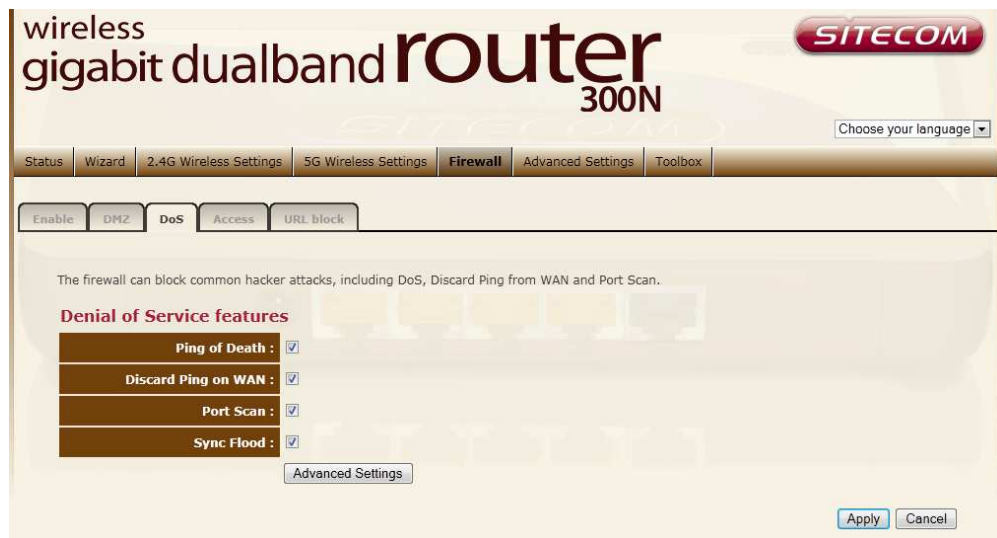 wireless
gigabit dualband router
300N
SITECOM
Choose your language
Status Wizard 2.4G Wireless Settings 5G Wireless Settings Firewall Advanced Settings Toolbox
Enable DMZ DoS Access URL block
The firewall can block common hacker attacks, including DoS, Discard Ping from WAN and Port Scan.
Denial of Service features
Ping of Death :
Discard Ping on WAN :
Port Scan :
Sync Flood :
Advanced Settings
Apply Cancel